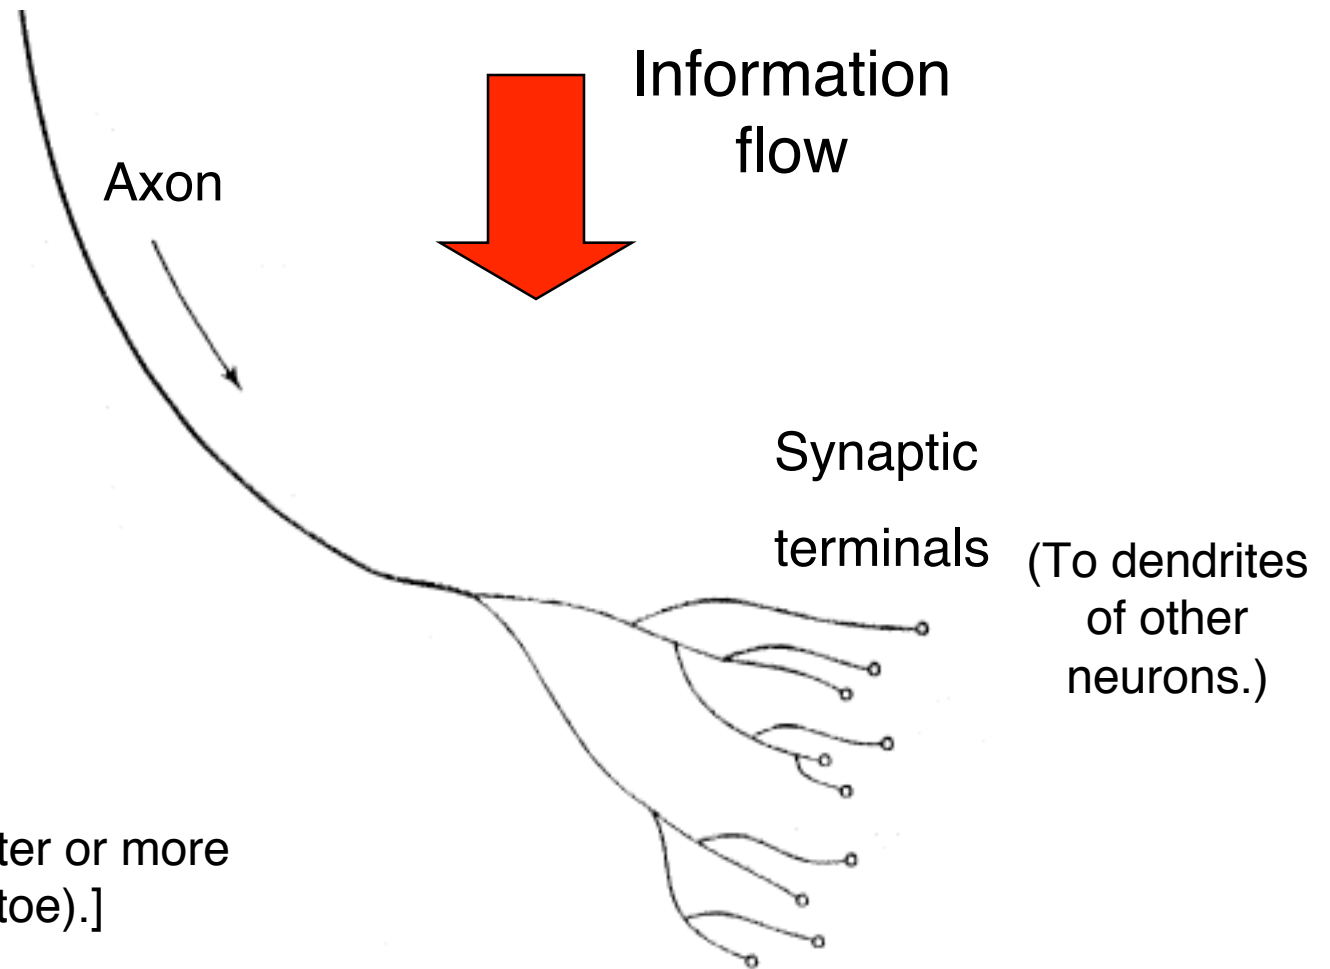 Information
flow
Axon
Synaptic
terminals
(To dendrites
of other
neurons.)
ter or more
toe).]